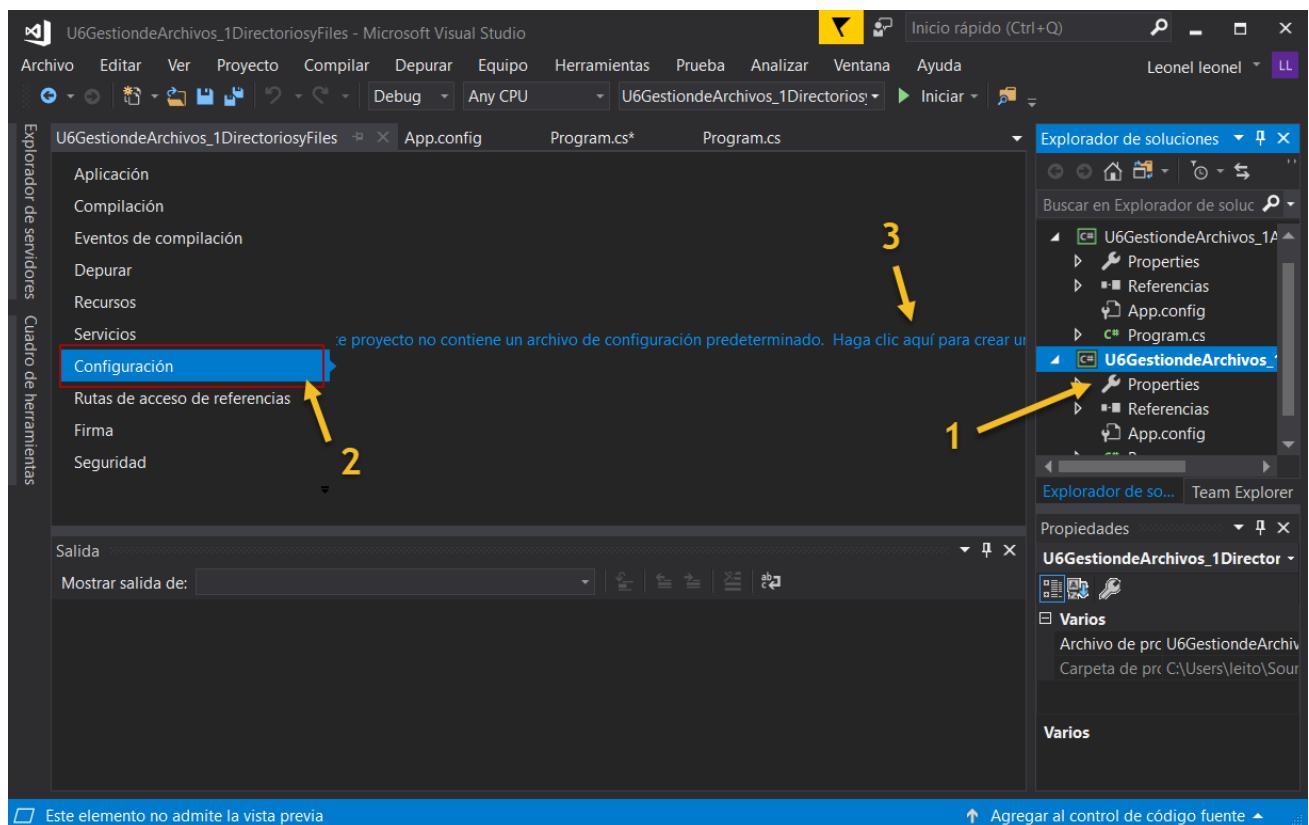 U6GestiondeArchivos_1DirectoriosyFiles - Microsoft Visual Studio
Inicio rápido (Ctrl+Q)
Archivo Editar Ver Proyecto Compilar Depurar Equipo Herramientas Prueba Analizar Ventana Ayuda
Leonel leonel LL
Debug Any CPU U6GestiondeArchivos_1Directoriosy Iniciar
Explorador de servidores
Cuadro de herramientas
U6GestiondeArchivos_1DirectoriosyFiles App.config Program.cs* Program.cs
Aplicación
Compilación
Eventos de compilación
Depurar
Recursos
Servicios
Configuración
Rutas de acceso de referencias
Firma
Seguridad
2
3
te proyecto no contiene un archivo de configuración predeterminado. Haga clic aquí para crear un
1
Explorador de soluciones
Buscar en Explorador de soluc
C# U6GestiondeArchivos_1A
Properties
Referencias
App.config
C# Program.cs
C# U6GestiondeArchivos_1
Properties
Referencias
App.config
Explorador de so... Team Explorer
Salida
Mostrar salida de:
Propiedades
U6GestiondeArchivos_1Director
Varios
Archivo de prc U6GestiondeArchiv
Carpeta de prc C:\Users\leito\Sour
Varios
Este elemento no admite la vista previa
Agregar al control de código fuente